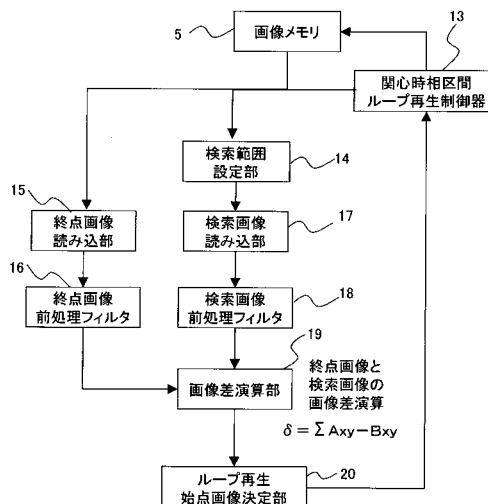 5
画像メモリ
13
関心時相区間
ループ再生制御器
検索範囲
設定部
14
15
終点画像
読み込部
検索画像
読み込部
17
16
終点画像
前処理フィルタ
検索画像
前処理フィルタ
18
19
画像差演算部
終点画像と
検索画像の
画像差演算
δ=∑Axy−Bxy
ループ再生
始点画像決定部
20